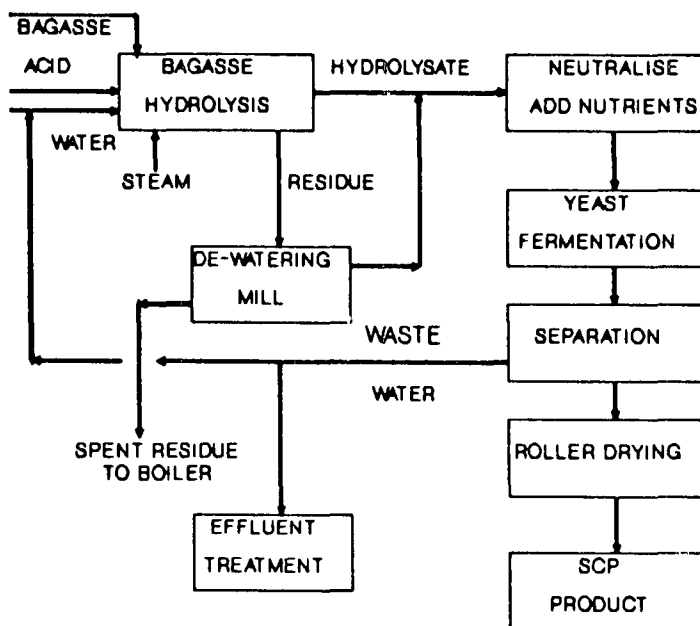 BAGASSE
ACID
WATER
STEAM
BAGASSE
HYDROLYSIS
HYDROLYSATE
RESIDUE
NEUTRALISE
ADD NUTRIENTS
YEAST
FERMENTATION
DE-WATERING
MILL
WASTE
WATER
SEPARATION
SPENT RESIDUE
TO BOILER
ROLLER DRYING
EFFLUENT
TREATMENT
SCP
PRODUCT